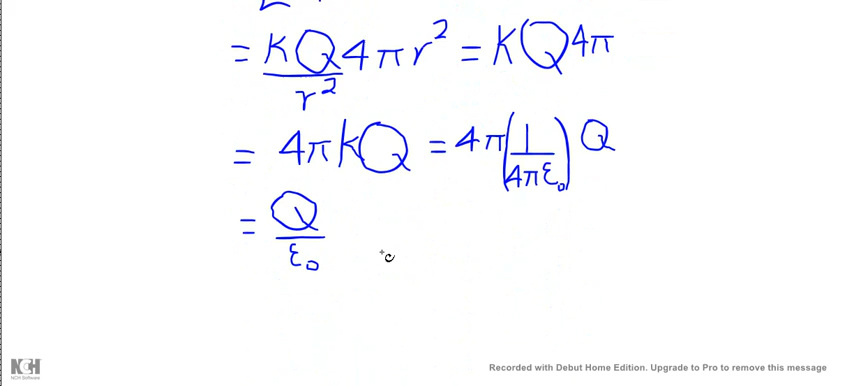 = KQ/r² 4πr² = KQ4π
= 4πkQ = 4π(1/4πε₀) Q
= Q/ε₀
NCH
NCH Software
Recorded with Debut Home Edition. Upgrade to Pro to remove this message